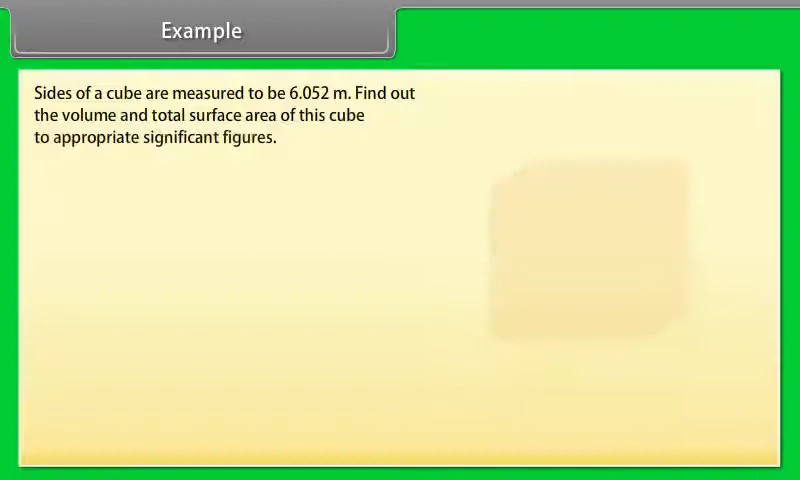 Example
Sides of a cube are measured to be 6.052 m. Find out
the volume and total surface area of this cube
to appropriate significant figures.